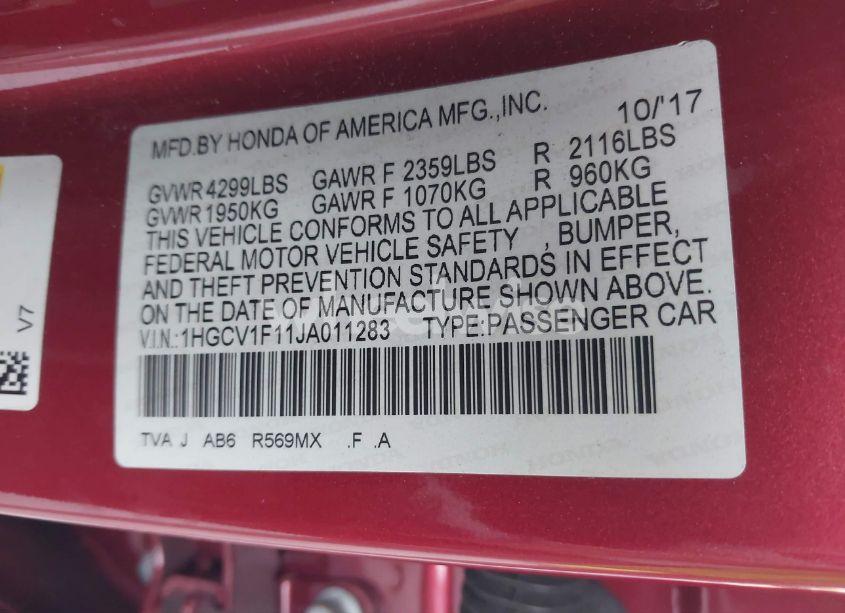 MFD.BY HONDA OF AMERICA MFG.,INC. 10/'17
GVWR 4299LBS GAWR F 2359LBS R 2116LBS
GVWR 1950KG GAWR F 1070KG R 960KG
THIS VEHICLE CONFORMS TO ALL APPLICABLE
FEDERAL MOTOR VEHICLE SAFETY , BUMPER,
AND THEFT PREVENTION STANDARDS IN EFFECT
ON THE DATE OF MANUFACTURE SHOWN ABOVE.
V.I.N.:1HGCV1F11JA011283 TYPE:PASSENGER CAR
TVA J AB6 R569MX .F .A
V7